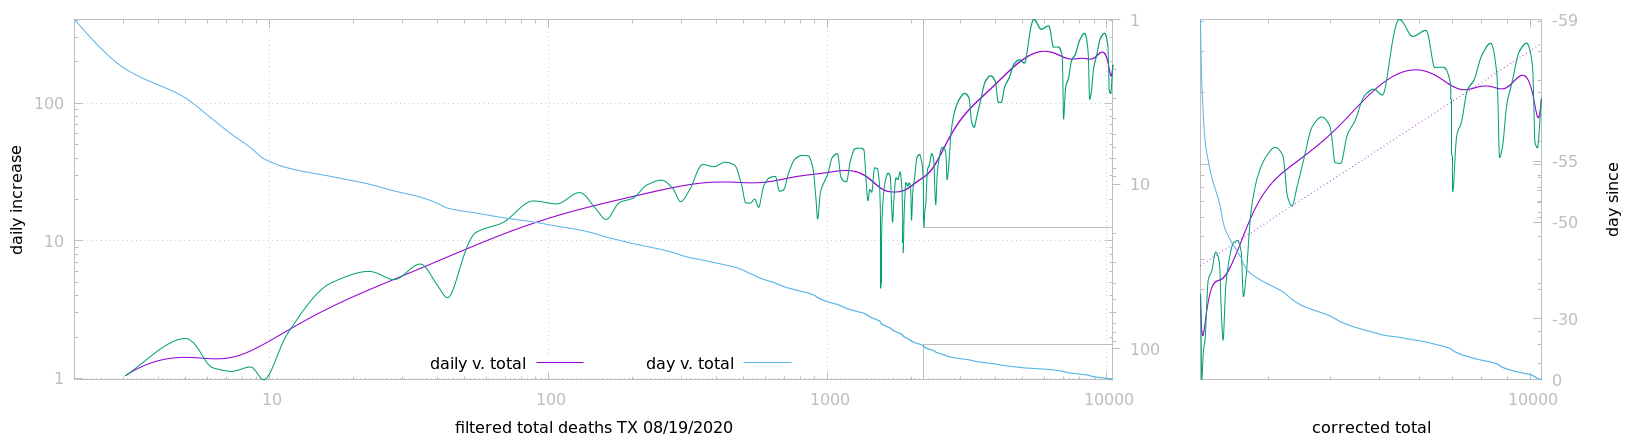 daily increase
100
10
1
10
100
1000
10000
1
10
100
daily v. total
day v. total
filtered total deaths TX 08/19/2020
-59
-55
-50
-30
0
day since
10000
corrected total